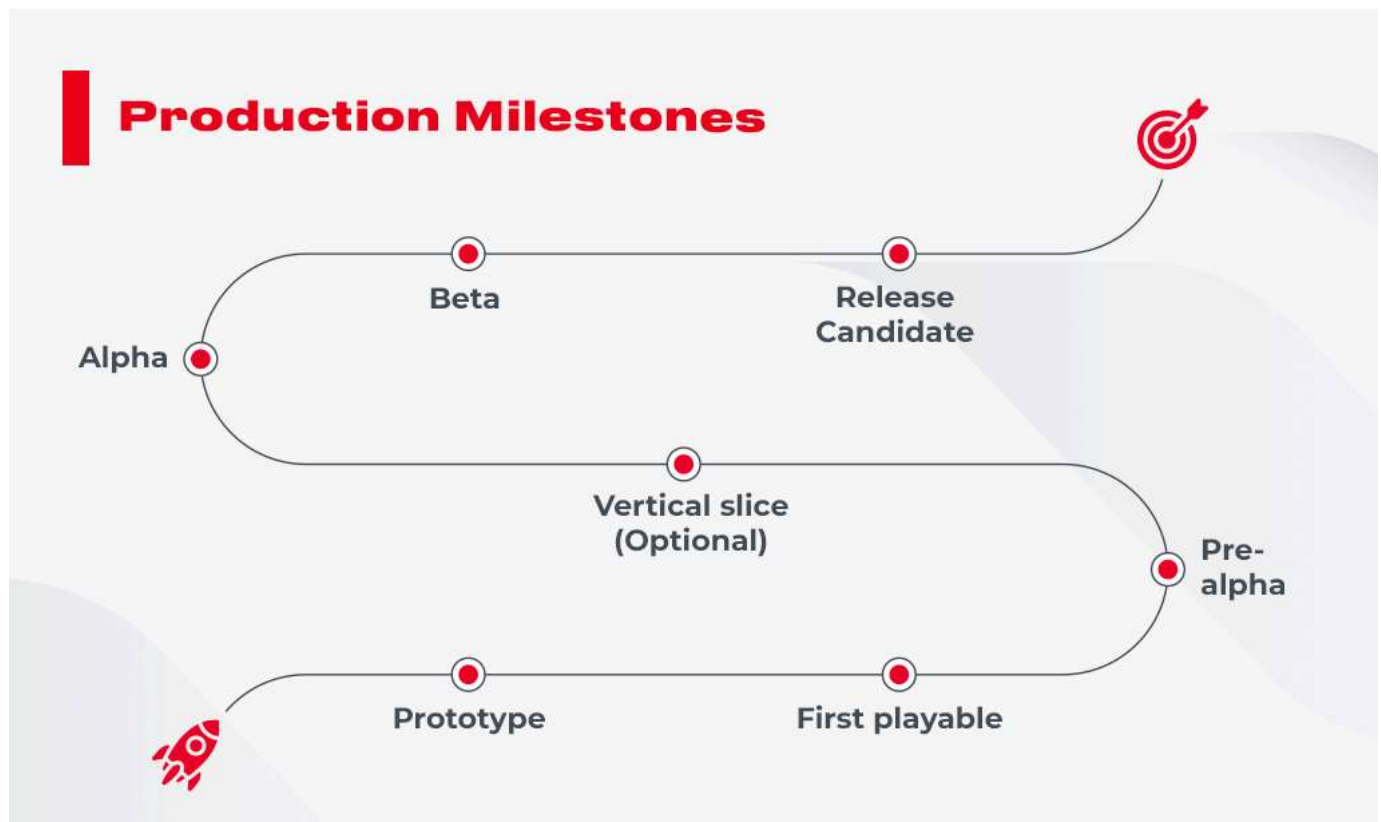 Production Milestones
Beta
Release
Candidate
Alpha
Vertical slice
(Optional)
Pre-
alpha
Prototype
First playable